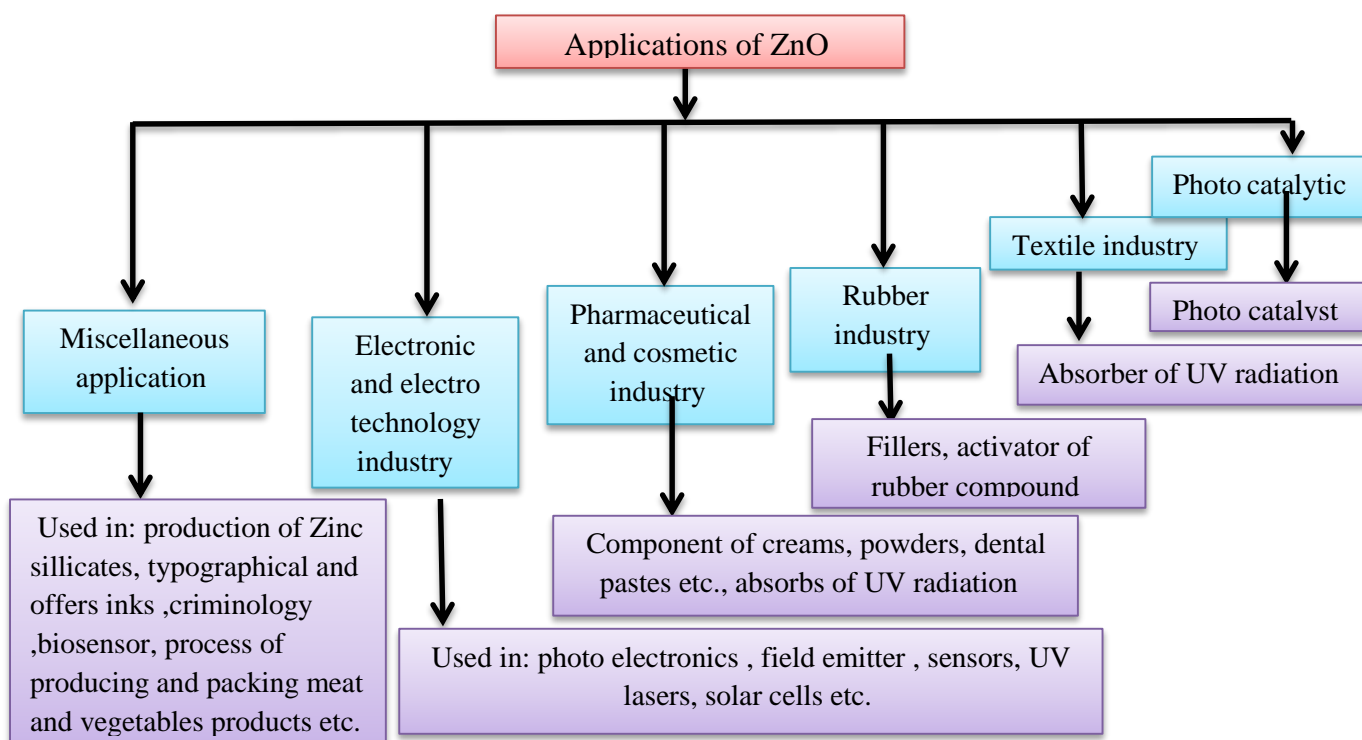 Applications of ZnO
Photo catalytic
Textile industry
Photo catalyst
Rubber
industry
Pharmaceutical
and cosmetic
industry
Miscellaneous
application
Electronic
and electro
technology
industry
Absorber of UV radiation
Fillers, activator of
rubber compound
Used in: production of Zinc
sillicates, typographical and
offers inks ,criminology
,biosensor, process of
producing and packing meat
and vegetables products etc.
Component of creams, powders, dental
pastes etc., absorbs of UV radiation
Used in: photo electronics , field emitter , sensors, UV
lasers, solar cells etc.